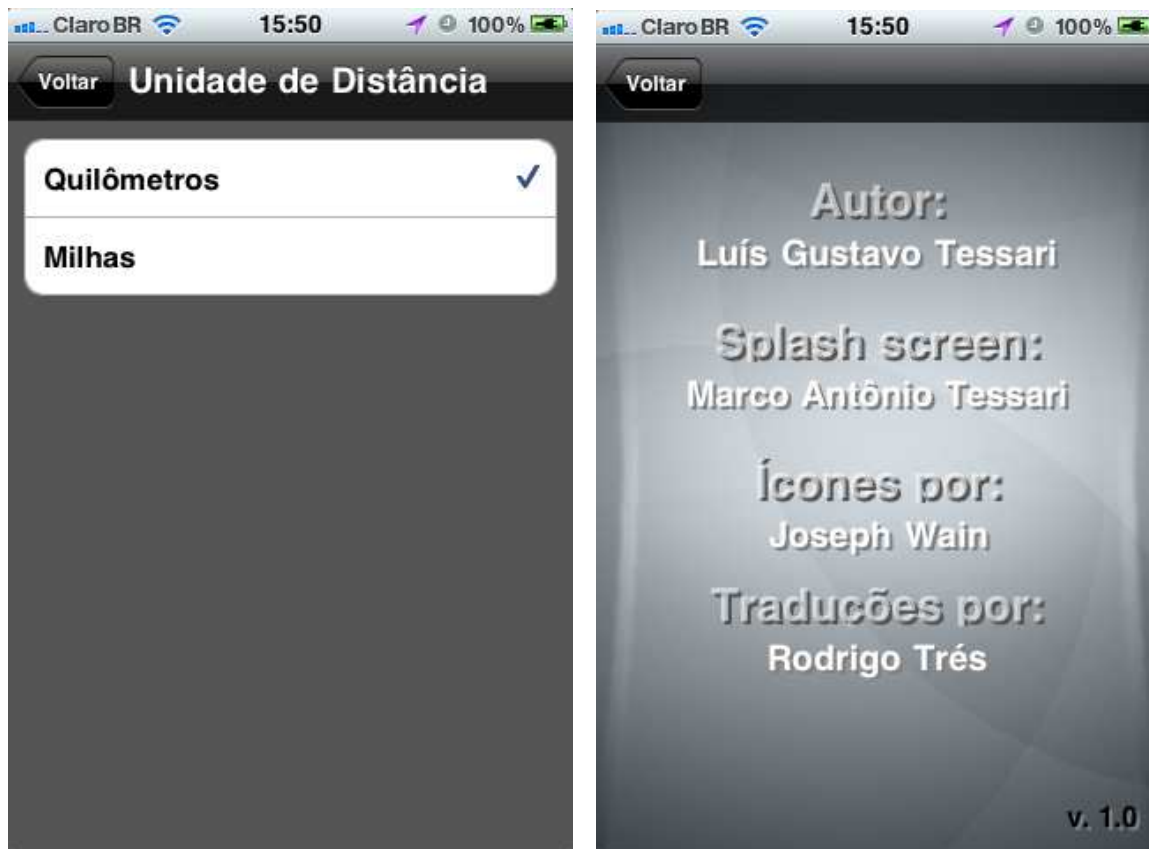 Claro BR 15:50 100%
Voltar Unidade de Distância
Quilômetros
Milhas
Claro BR 15:50 100%
Voltar
Autor:
Luís Gustavo Tessari
Splash screen:
Marco Antônio Tessari
Ícones por:
Joseph Wain
Traduções por:
Rodrigo Trés
v. 1.0